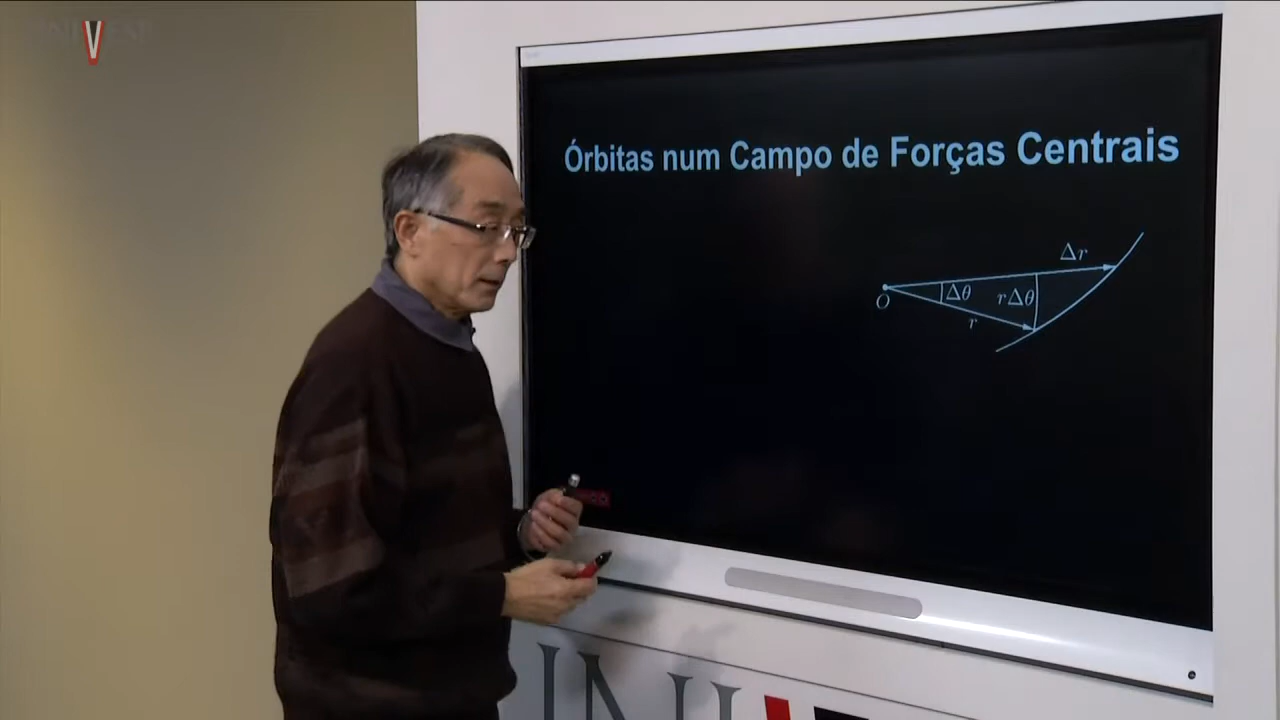 Órbitas num Campo de Forças Centrais
Δr
O
Δθ
rΔθ
r